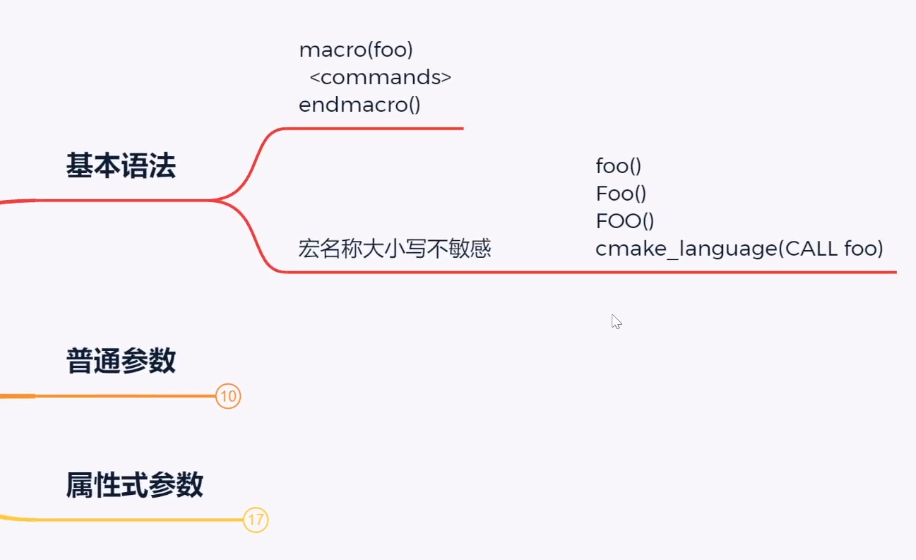 macro(foo)
<commands>
endmacro()
基本语法
foo()
Foo()
FOO()
宏名称大小写不敏感
cmake_language(CALL foo)
普通参数
10
属性式参数
17